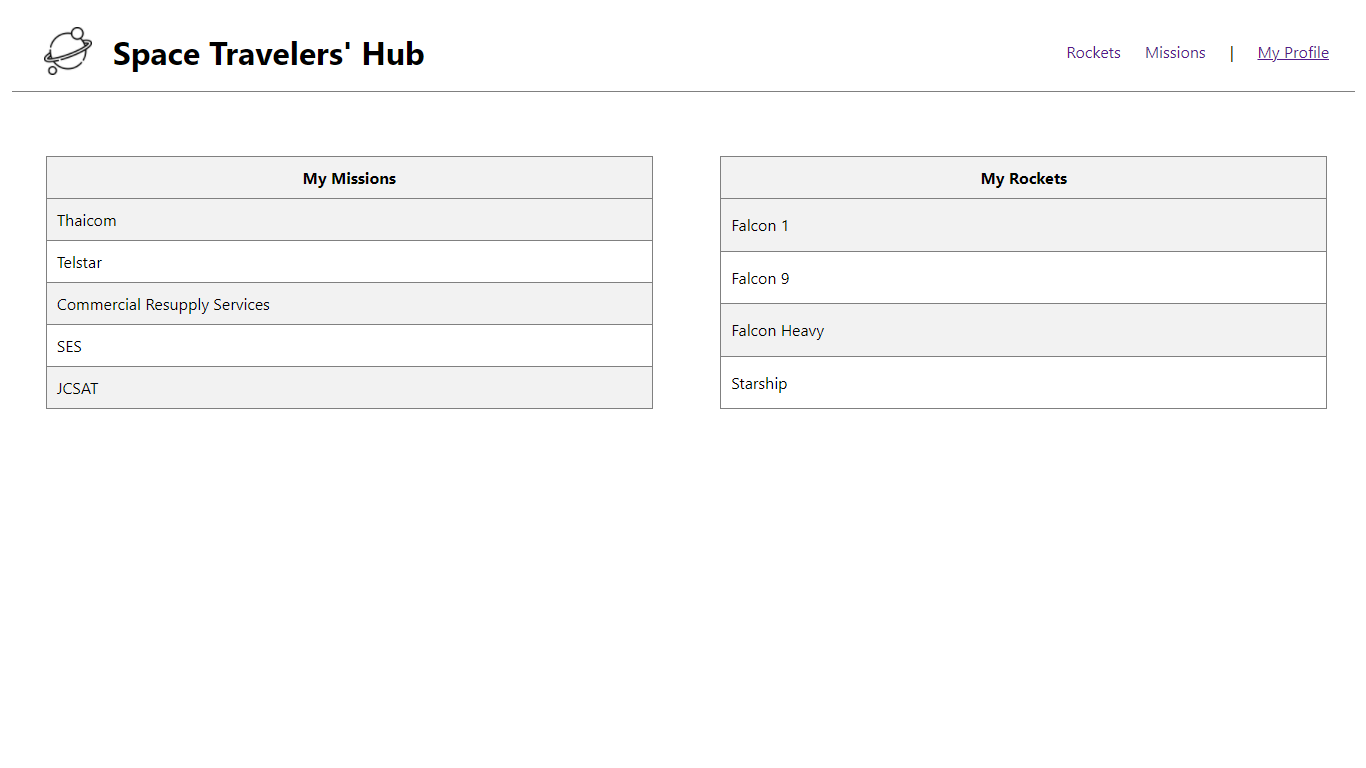 Space Travelers' Hub
Rockets Missions | My Profile
My Missions
Thaicom
Telstar
Commercial Resupply Services
SES
JCSAT
My Rockets
Falcon 1
Falcon 9
Falcon Heavy
Starship